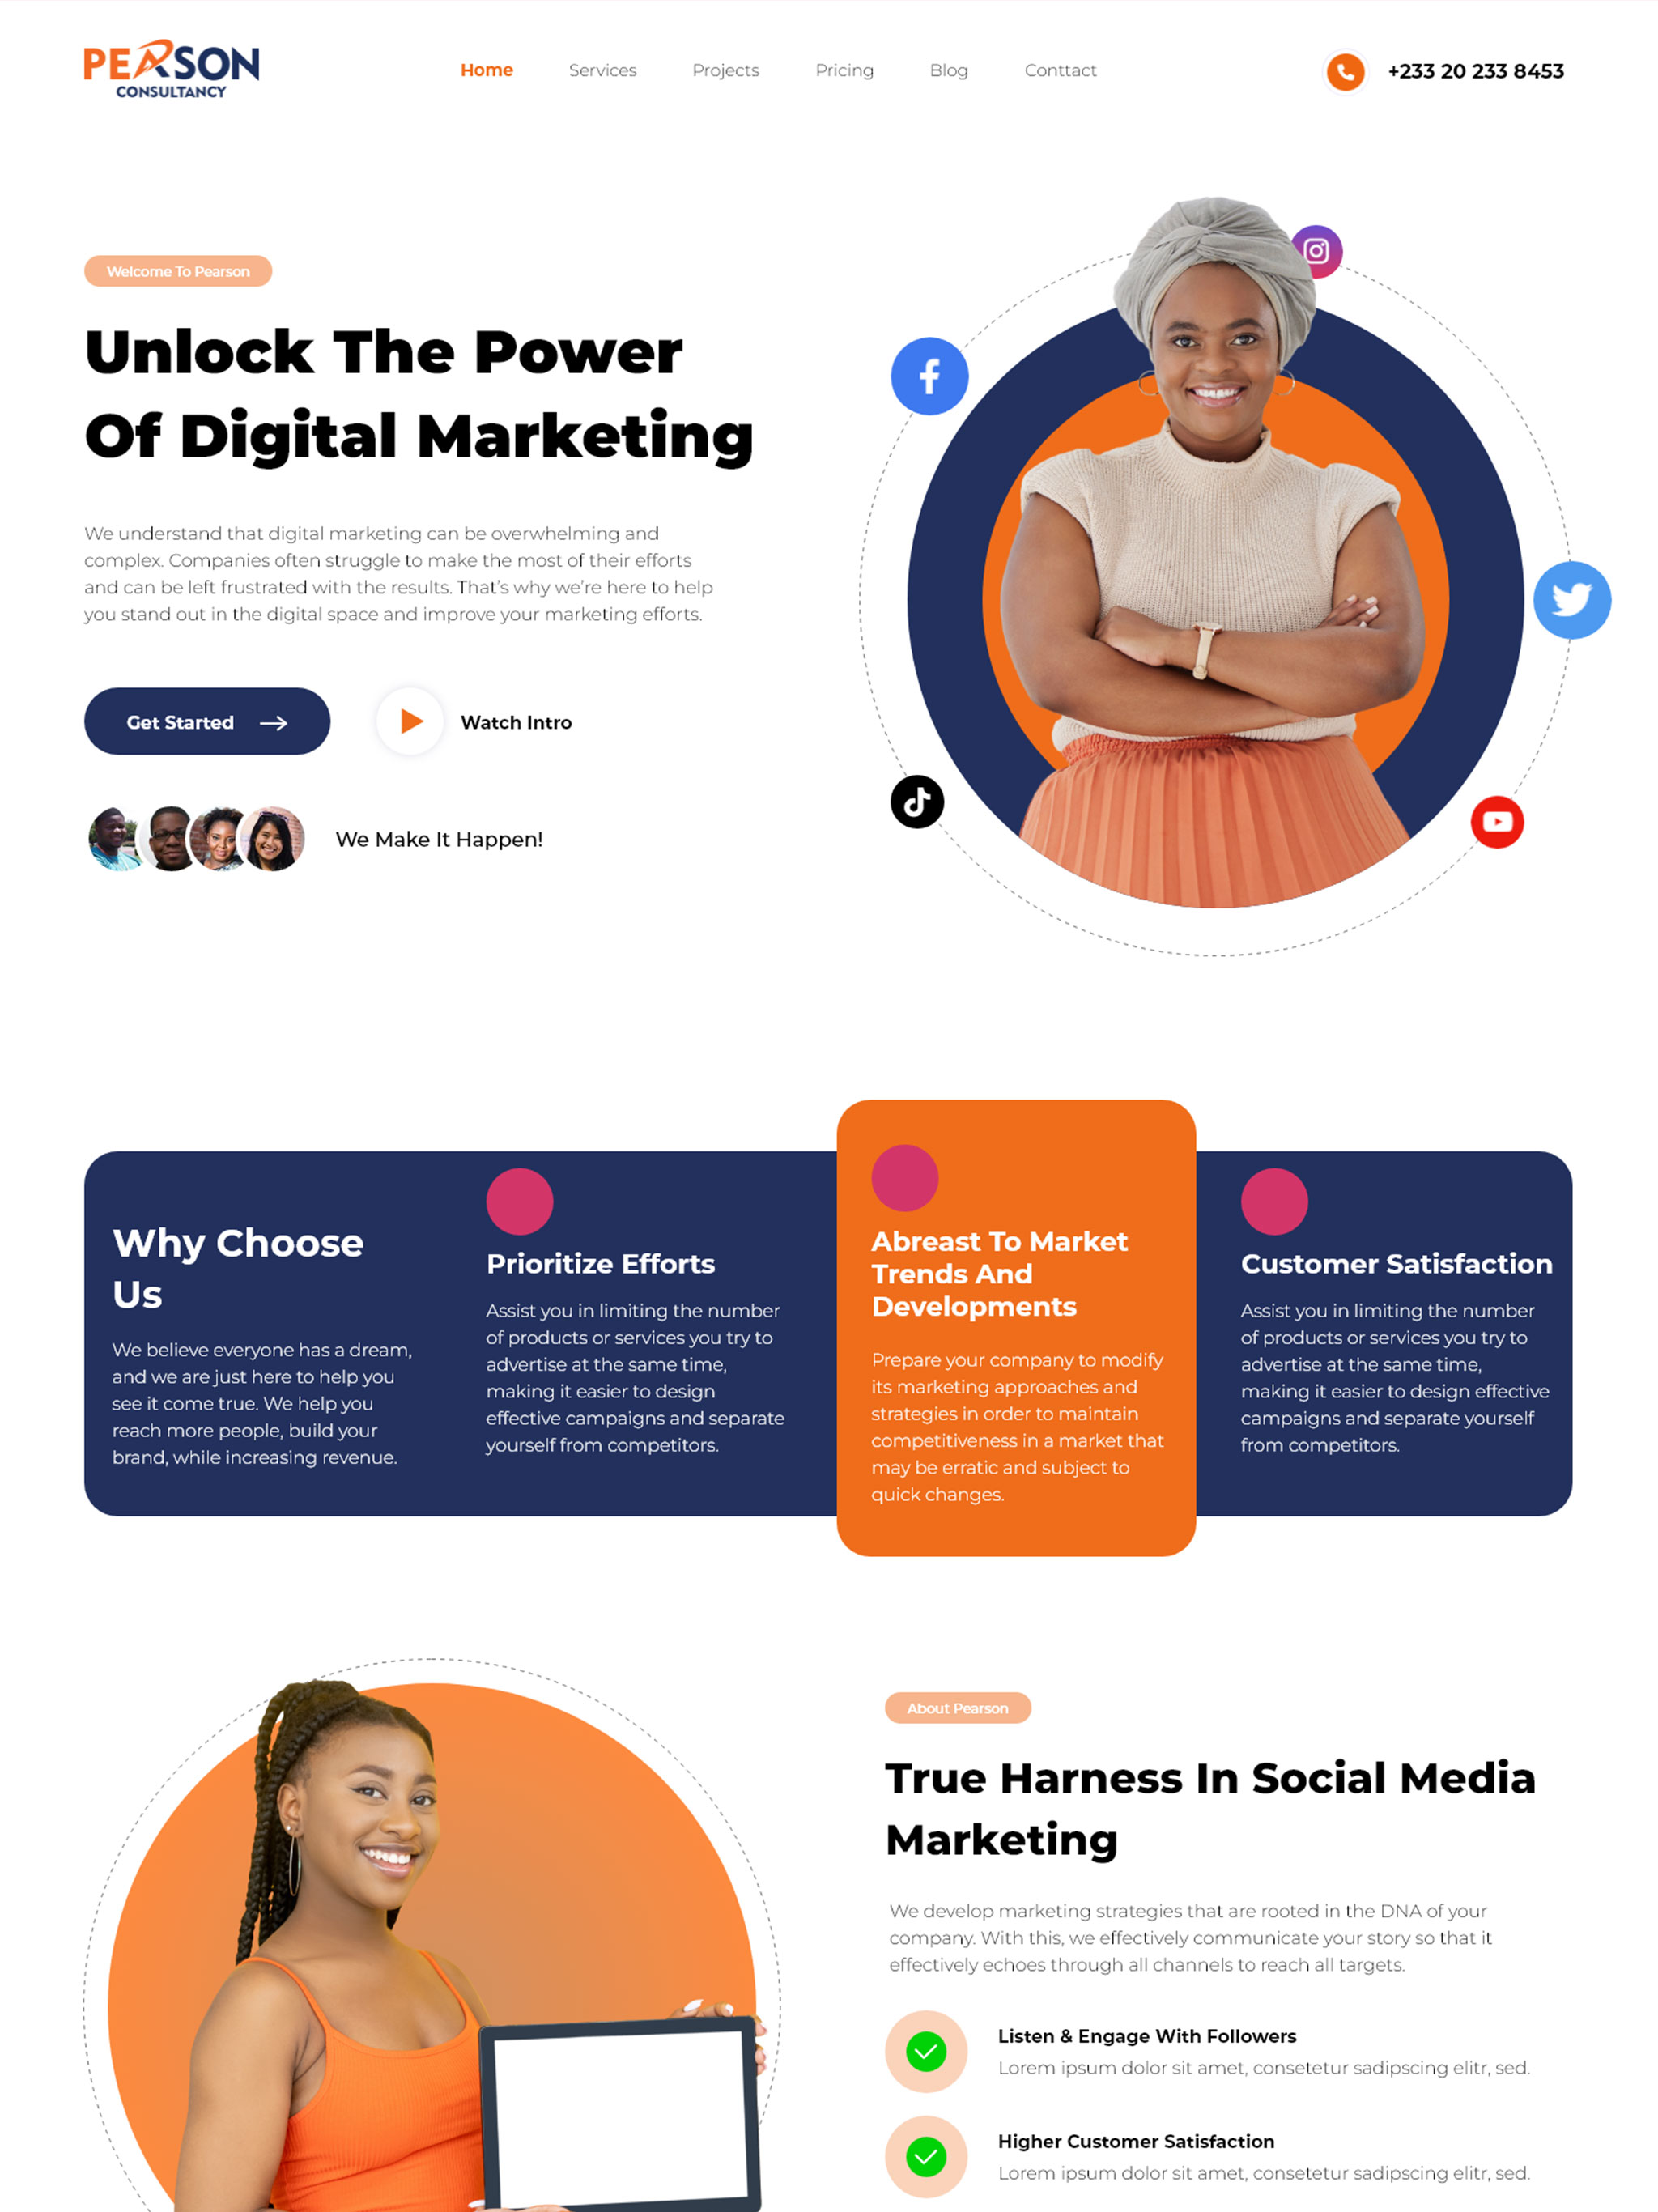 PEARSON
CONSULTANCY
Home
Services
Projects
Pricing
Blog
Conttact
+233 20 233 8453
Welcome To Pearson
Unlock The Power
Of Digital Marketing
We understand that digital marketing can be overwhelming and
complex. Companies often struggle to make the most of their efforts
and can be left frustrated with the results. That's why we're here to help
you stand out in the digital space and improve your marketing efforts.
Get Started
Watch Intro
We Make It Happen!
Why Choose
Us
We believe everyone has a dream,
and we are just here to help you
see it come true. We help you
reach more people, build your
brand, while increasing revenue.
Prioritize Efforts
Assist you in limiting the number
of products or services you try to
advertise at the same time,
making it easier to design
effective campaigns and separate
yourself from competitors.
Abreast To Market
Trends And
Developments
Prepare your company to modify
its marketing approaches and
strategies in order to maintain
competitiveness in a market that
may be erratic and subject to
quick changes.
Customer Satisfaction
Assist you in limiting the number
of products or services you try to
advertise at the same time,
making it easier to design effective
campaigns and separate yourself
from competitors.
About Pearson
True Harness In Social Media
Marketing
We develop marketing strategies that are rooted in the DNA of your
company. With this, we effectively communicate your story so that it
effectively echoes through all channels to reach all targets.
Listen & Engage With Followers
Lorem ipsum dolor sit amet, consetetur sadipscing elitr, sed.
Higher Customer Satisfaction
Lorem ipsum dolor sit amet, consetetur sadipscing elitr, sed.